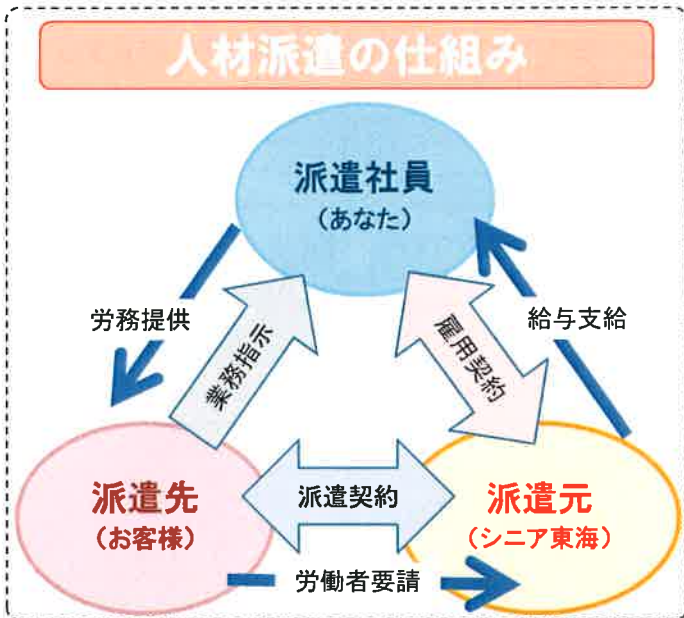 人材派遣の仕組み
派遣社員
(あなた)
労務提供
業務指示
雇用契約
給与支給
派遣先
(お客様)
派遣契約
派遣元
(シニア東海)
労働者要請